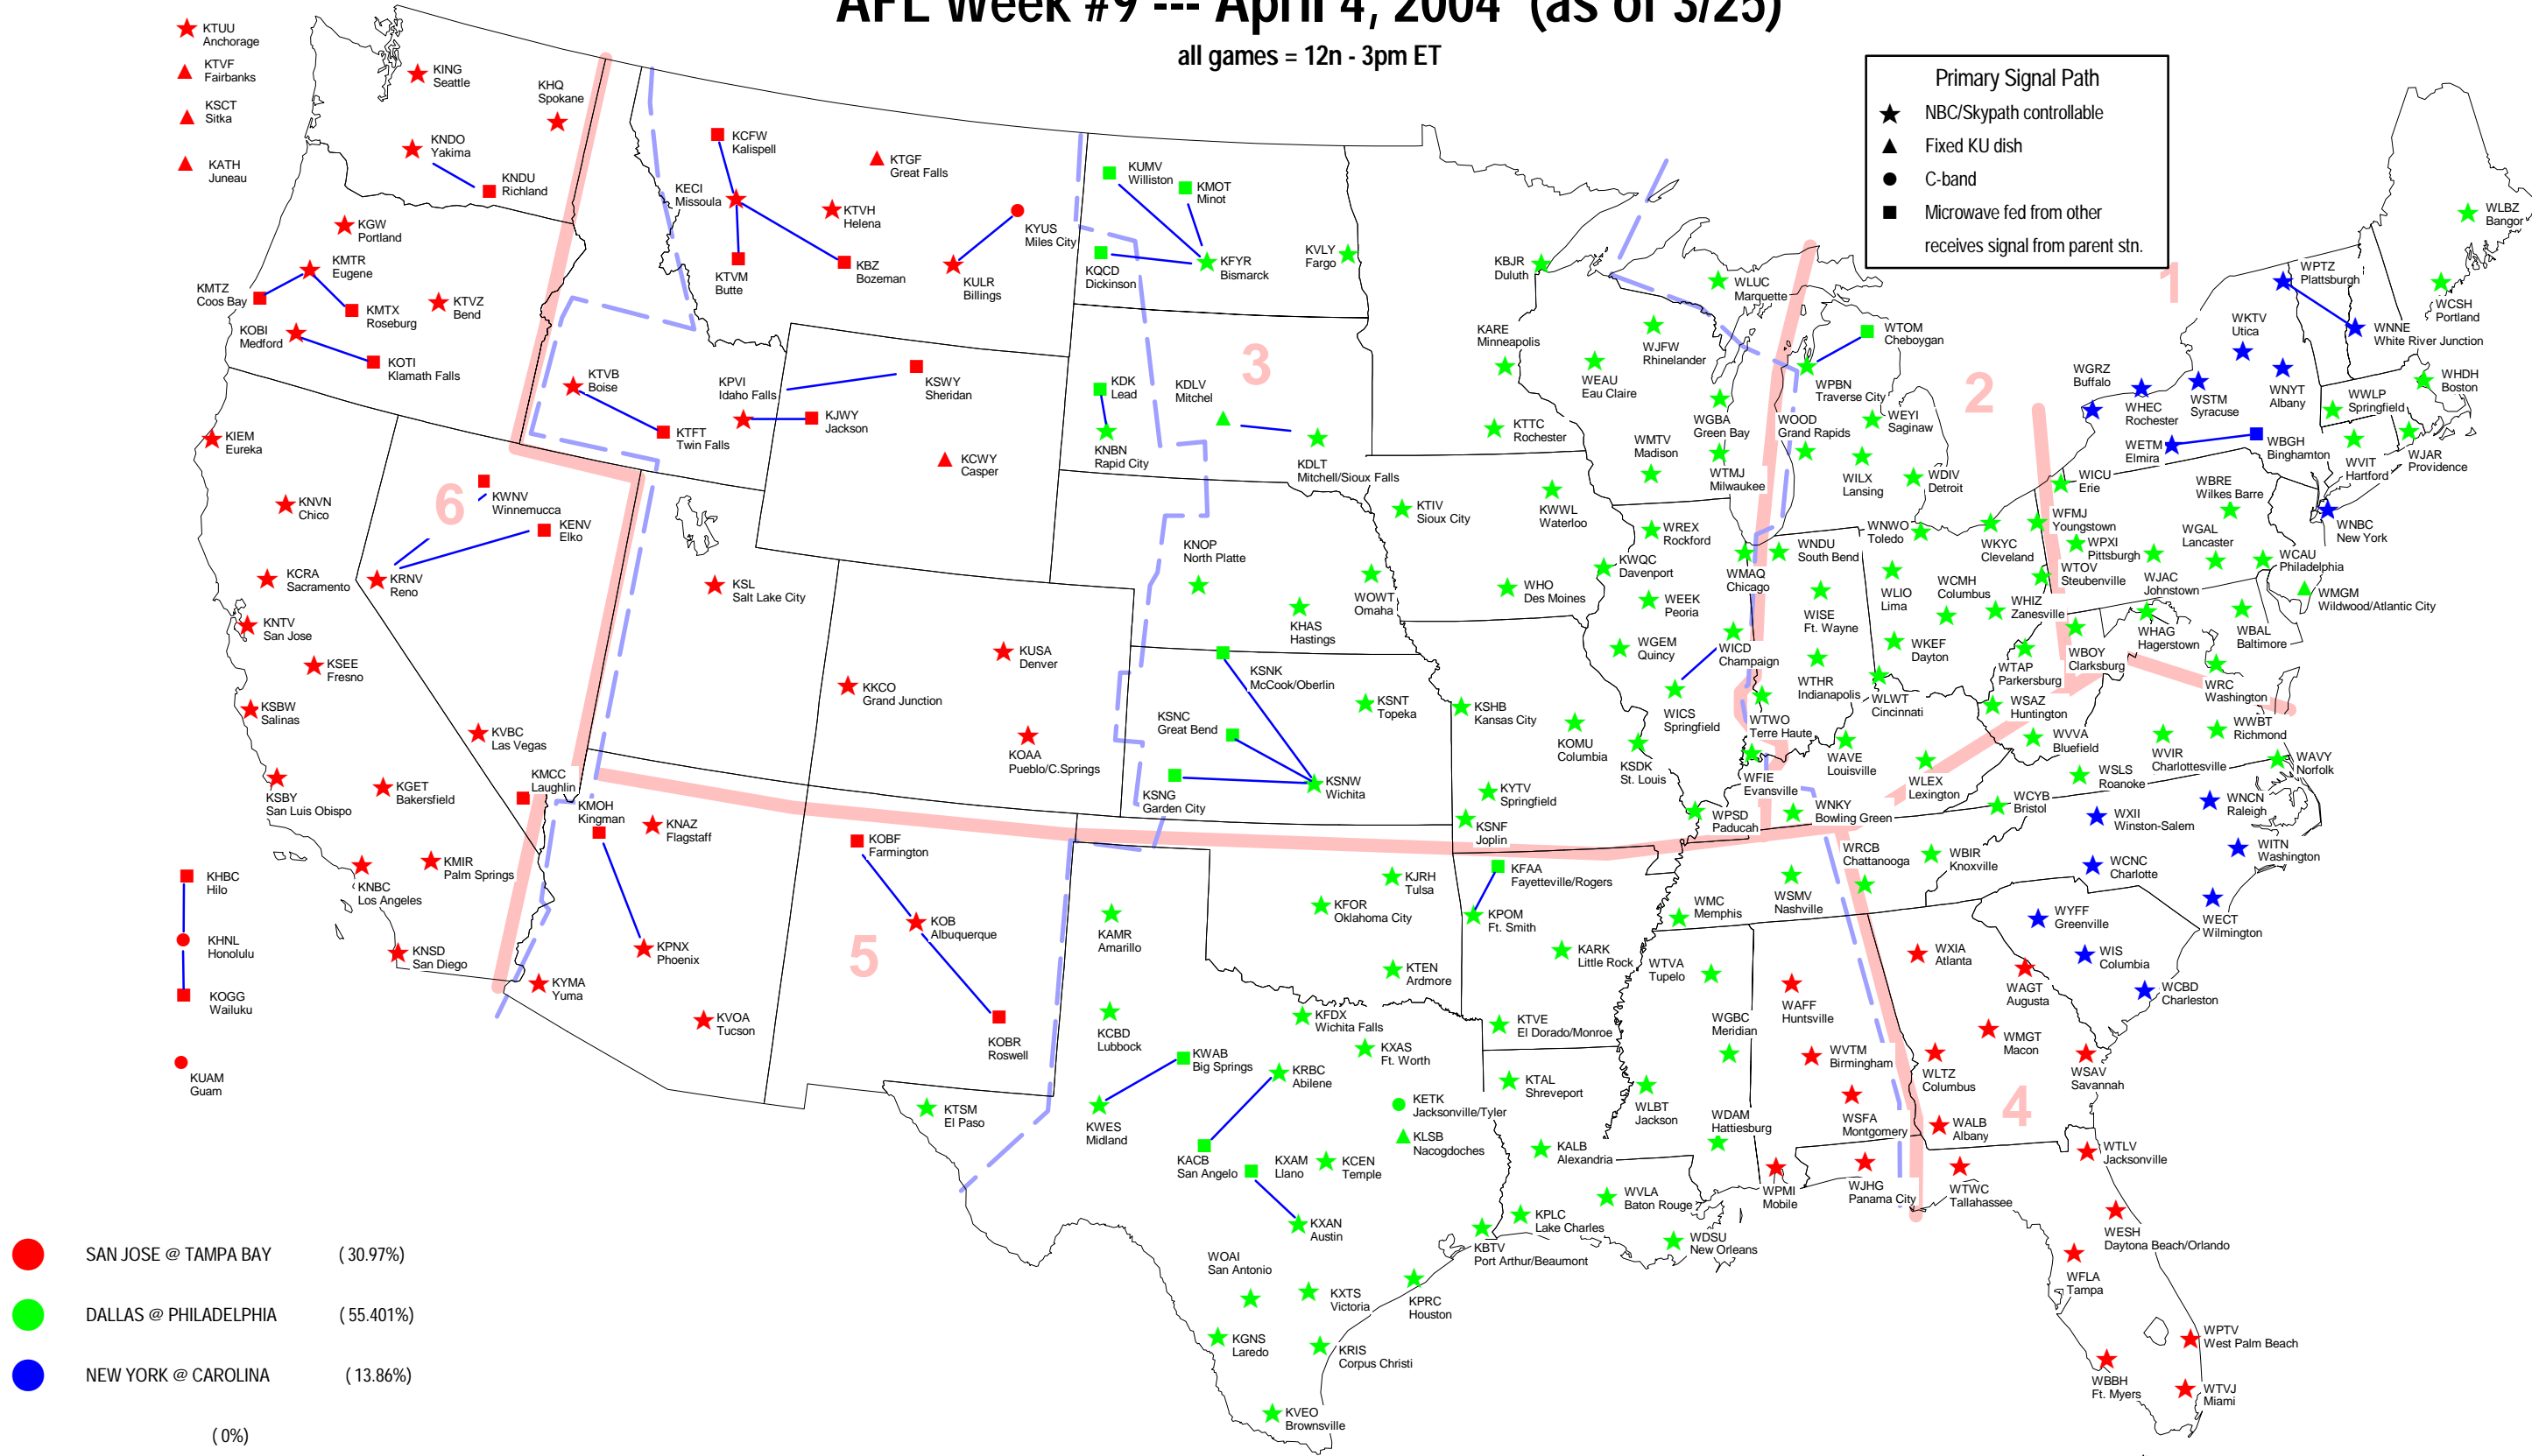 AFL Week #9 --- April 4, 2004 (as of 3/25)
all games = 12n - 3pm ET
Primary Signal Path
NBC/Skypath controllable
Fixed KU dish
C-band
Microwave fed from other
receives signal from parent stn.
KTUU
Anchorage
KTVF
Fairbanks
KSCT
Sitka
KATH
Juneau
KING
Seattle
KHQ
Spokane
KNDO
Yakima
KNDU
Richland
KGW
Portland
KMTR
Eugene
KMTZ
Coos Bay
KMTX
Roseburg
KTVZ
Bend
KOBI
Medford
KOTI
Klamath Falls
KCFW
Kalispell
KTGF
Great Falls
KECI
Missoula
KTVH
Helena
KYUS
Miles City
KTVM
Butte
KBZ
Bozeman
KULR
Billings
KTVB
Boise
KPVI
Idaho Falls
KSWY
Sheridan
KTFT
Twin Falls
KJWY
Jackson
KCWY
Casper
KUMV
Williston
KMOT
Minot
KQCD
Dickinson
KFYR
Bismarck
KVLY
Fargo
3
KDK
Lead
KDLV
Mitchel
KNBN
Rapid City
KDLT
Mitchell/Sioux Falls
KBJR
Duluth
WLUC
Marquette
KARE
Minneapolis
WJFW
Rhinelander
WEAU
Eau Claire
KTTC
Rochester
WGBA
Green Bay
WMTV
Madison
WTMJ
Milwaukee
WTOM
Cheboygan
WPBN
Traverse City
WOOD
Grand Rapids
WEYI
Saginaw
WILX
Lansing
WDIV
Detroit
2
1
WLBZ
Bangor
WPTZ
Plattsburgh
WCSH
Portland
WKTV
Utica
WNNE
White River Junction
WGRZ
Buffalo
WHEC
Rochester
WSTM
Syracuse
WNYT
Albany
WHDH
Boston
WWLP
Springfield
WETM
Elmira
WBGH
Binghamton
WVIT
Hartford
WJAR
Providence
WICU
Erie
WBRE
Wilkes Barre
WNBC
New York
KIEM
Eureka
KNVN
Chico
6
KWNV
Winnemucca
KENV
Elko
KCRA
Sacramento
KRNV
Reno
KNTV
San Jose
KSEE
Fresno
KSBW
Salinas
KVBC
Las Vegas
KSBY
San Luis Obispo
KGET
Bakersfield
KMCC
Laughlin
KMOH
Kingman
KNAZ
Flagstaff
KNBC
Los Angeles
KMIR
Palm Springs
KNSD
San Diego
KYMA
Yuma
KPNX
Phoenix
KVOA
Tucson
KSL
Salt Lake City
KUSA
Denver
KKCO
Grand Junction
KOAA
Pueblo/C.Springs
KOBF
Farmington
KOB
Albuquerque
5
KOBR
Roswell
KNOP
North Platte
KHAS
Hastings
WOWT
Omaha
KTIV
Sioux City
KWWL
Waterloo
WHO
Des Moines
KWQC
Davenport
KSNK
McCook/Oberlin
KSNC
Great Bend
KSNT
Topeka
KSNG
Garden City
KSNW
Wichita
KSHB
Kansas City
KOMU
Columbia
KSDK
St. Louis
KYTV
Springfield
KSNF
Joplin
WREX
Rockford
WMAQ
Chicago
WEEK
Peoria
WGEM
Quincy
WICD
Champaign
WICS
Springfield
WPSD
Paducah
WNDU
South Bend
WISE
Ft. Wayne
WTHR
Indianapolis
WTWO
Terre Haute
WFIE
Evansville
WNWO
Toledo
WKYC
Cleveland
WFMJ
Youngstown
WPXI
Pittsburgh
WTOV
Steubenville
WLIO
Lima
WCMH
Columbus
WHIZ
Zanesville
WKEF
Dayton
WLWT
Cincinnati
WTAP
Parkersburg
WBOY
Clarksburg
WJAC
Johnstown
WGAL
Lancaster
WCAU
Philadelphia
WMGM
Wildwood/Atlantic City
WHAG
Hagerstown
WBAL
Baltimore
WRC
Washington
WSAZ
Huntington
WAVE
Louisville
WLEX
Lexington
WVVA
Bluefield
WVIR
Charlottesville
WWBT
Richmond
WAVY
Norfolk
WSLS
Roanoke
WNKY
Bowling Green
WCYB
Bristol
WXII
Winston-Salem
WNCN
Raleigh
WITN
Washington
WCNC
Charlotte
WECT
Wilmington
WRCB
Chattanooga
WBIR
Knoxville
WSMV
Nashville
WMC
Memphis
WYFF
Greenville
WIS
Columbia
WCBD
Charleston
WXIA
Atlanta
WAGT
Augusta
WMGT
Macon
WSAV
Savannah
WLTZ
Columbus
WALB
Albany
4
WTVA
Tupelo
WAFF
Huntsville
WGBC
Meridian
WVTM
Birmingham
WLBT
Jackson
WDAM
Hattiesburg
WSFA
Montgomery
WPMI
Mobile
WJHG
Panama City
WTWC
Tallahassee
WTLV
Jacksonville
WESH
Daytona Beach/Orlando
WFLA
Tampa
WPTV
West Palm Beach
WBBH
Ft. Myers
WTVJ
Miami
KAMR
Amarillo
KFOR
Oklahoma City
KJRH
Tulsa
KTEN
Ardmore
KFAA
Fayetteville/Rogers
KPOM
Ft. Smith
KARK
Little Rock
KTVE
El Dorado/Monroe
KCBD
Lubbock
KFDX
Wichita Falls
KXAS
Ft. Worth
KWAB
Big Springs
KRBC
Abilene
KTAL
Shreveport
KTSM
El Paso
KWES
Midland
KETK
Jacksonville/Tyler
KLSB
Nacogdoches
KACB
San Angelo
KXAM
Llano
KCEN
Temple
KALB
Alexandria
WVLA
Baton Rouge
KXAN
Austin
KPLC
Lake Charles
KBTV
Port Arthur/Beaumont
WDSU
New Orleans
WOAI
San Antonio
KXTS
Victoria
KPRC
Houston
KGNS
Laredo
KRIS
Corpus Christi
KVEO
Brownsville
KHBC
Hilo
KHNL
Honolulu
KOGG
Wailuku
KUAM
Guam
SAN JOSE @ TAMPA BAY ( 30.97%)
DALLAS @ PHILADELPHIA ( 55.401%)
NEW YORK @ CAROLINA ( 13.86%)
( 0%)